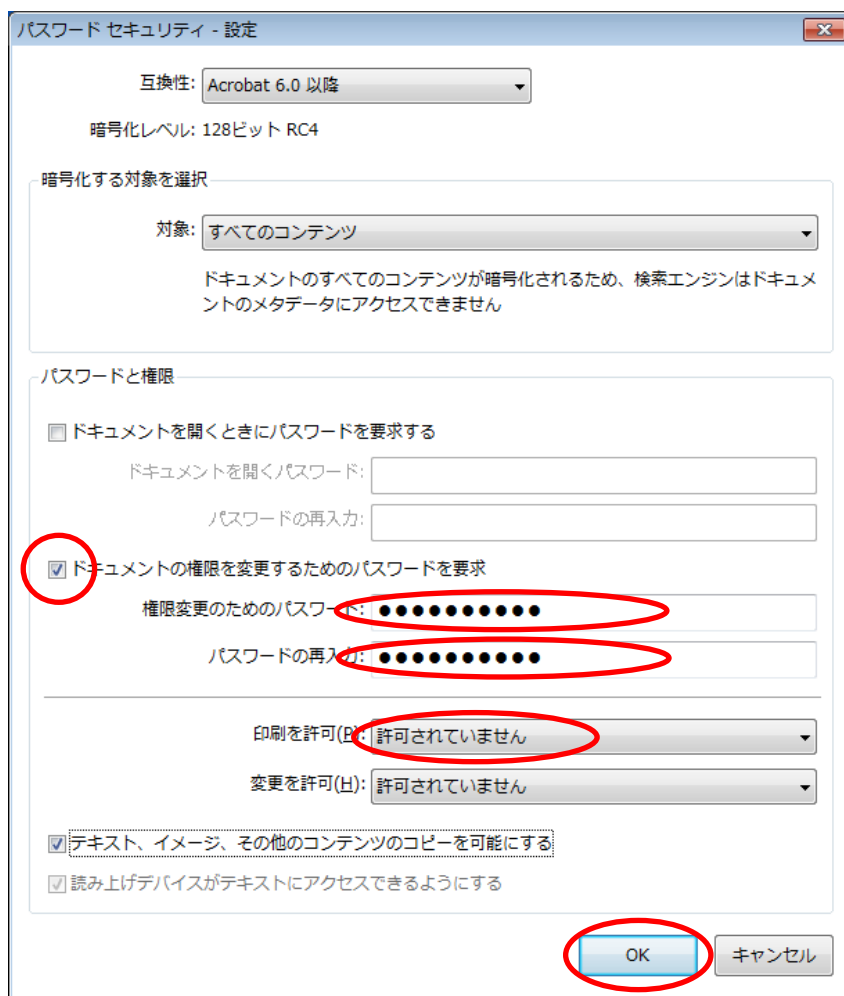 パスワード セキュリティ - 設定
互換性: Acrobat 6.0 以降
暗号化レベル: 128ビット RC4
暗号化する対象を選択
対象: すべてのコンテンツ
ドキュメントのすべてのコンテンツが暗号化されるため、検索エンジンはドキュメ
ントのメタデータにアクセスできません
パスワードと権限
ドキュメントを開くときにパスワードを要求する
ドキュメントを開くパスワード:
パスワードの再入力:
ドキュメントの権限を変更するためのパスワードを要求
権限変更のためのパスワード: ●●●●●●●●●●
パスワードの再入力: ●●●●●●●●●●
印刷を許可(P): 許可されていません
変更を許可(H): 許可されていません
テキスト、イメージ、その他のコンテンツのコピーを可能にする
読み上げデバイスがテキストにアクセスできるようにする
OK キャンセル